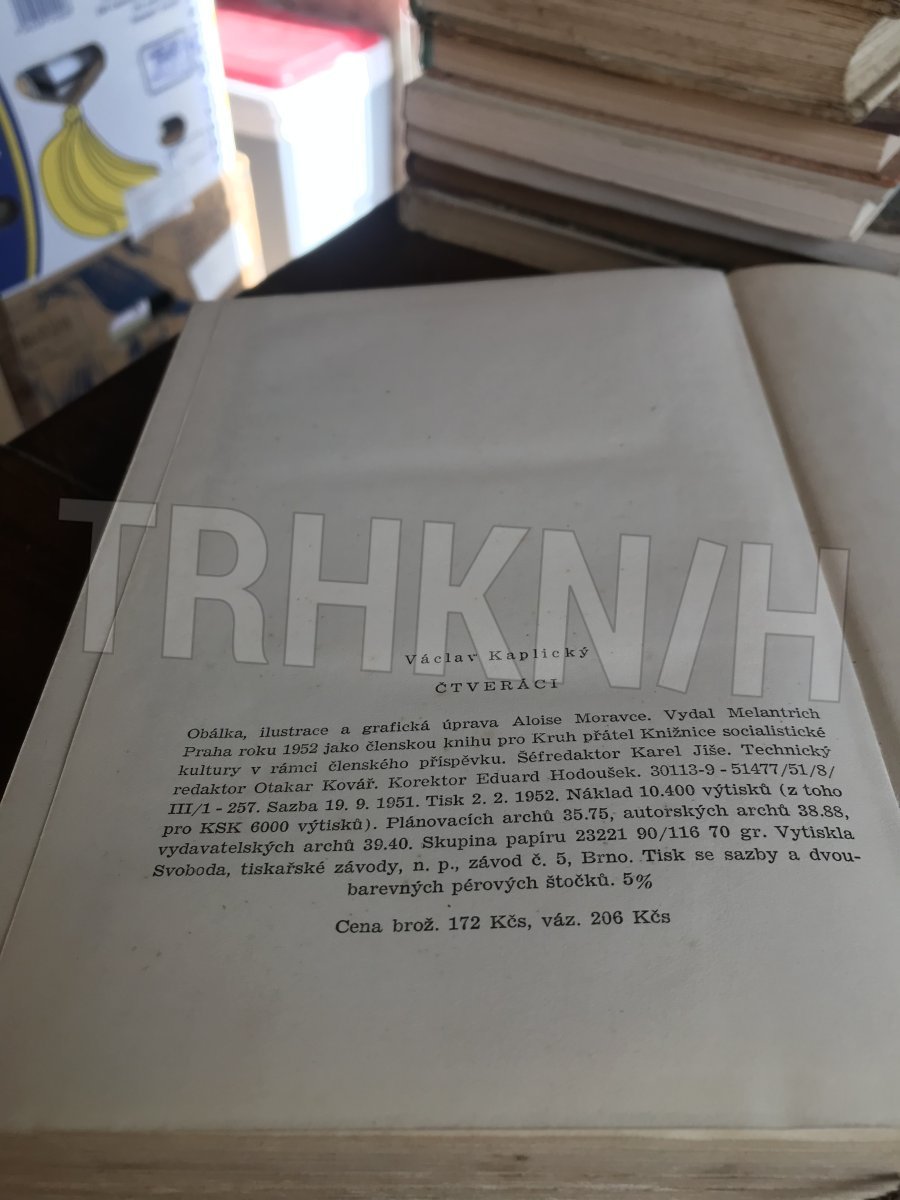 TRHKN/H
Václav Kaplický
ČTVERÁCI
Obálka, ilustrace a grafická úprava Aloise Moravce. Vydal Melantrich
Praha roku 1952 jako členskou knihu pro Kruh přátel Knižnice socialistické
kultury v rámci členského příspěvku. Šéfredaktor Karel Jíše. Technický
redaktor Otakar Kovář. Korektor Eduard Hodoušek. 30113-9 - 51477/51/8/
III/1 - 257. Sazba 19. 9. 1951. Tisk 2. 2. 1952. Náklad 10.400 výtisků (z toho
pro KSK 6000 výtisků). Plánovacích archů 35.75, autorských archů 38.88,
vydavatelských archů 39.40. Skupina papíru 23221 90/116 70 gr. Vytiskla
Svoboda, tiskařské závody, n. p., závod č. 5, Brno. Tisk se sazby a dvou-
barevných pérových štočků. 5%
Cena brož. 172 Kčs, váz. 206 Kčs